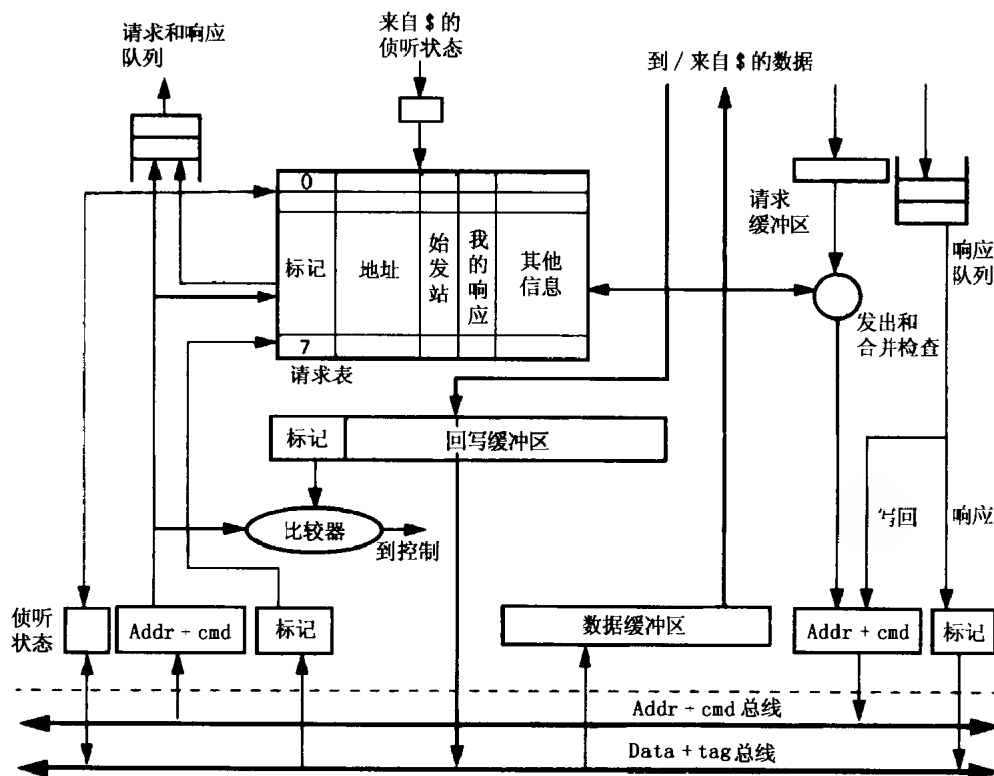 请求和响应
队列
来自$的
侦听状态
到/来自$的数据
请求
缓冲区
响应
队列
0
标记
地址
始发站
我的响应
其他
信息
7
请求表
发出和
合并检查
标记
回写缓冲区
比较器
到控制
写回
响应
侦听
状态
Addr + cmd
标记
数据缓冲区
Addr + cmd
标记
Addr + cmd 总线
Data + tag 总线